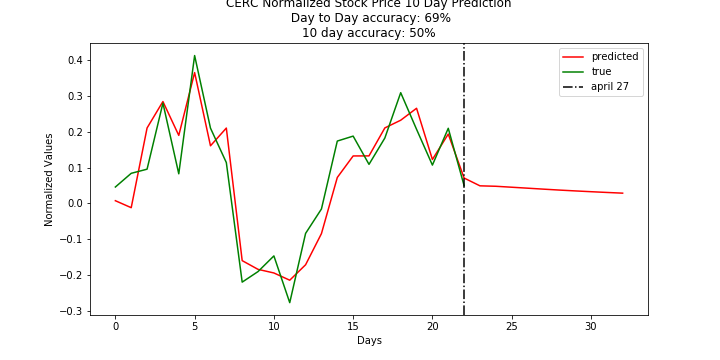 CERC Normalized Stock Price 10 Day Prediction
Day to Day accuracy: 69%
10 day accuracy: 50%
predicted
true
april 27
Normalized Values
0.4
0.3
0.2
0.1
0.0
−0.1
−0.2
−0.3
0 5 10 15 20 25 30
Days